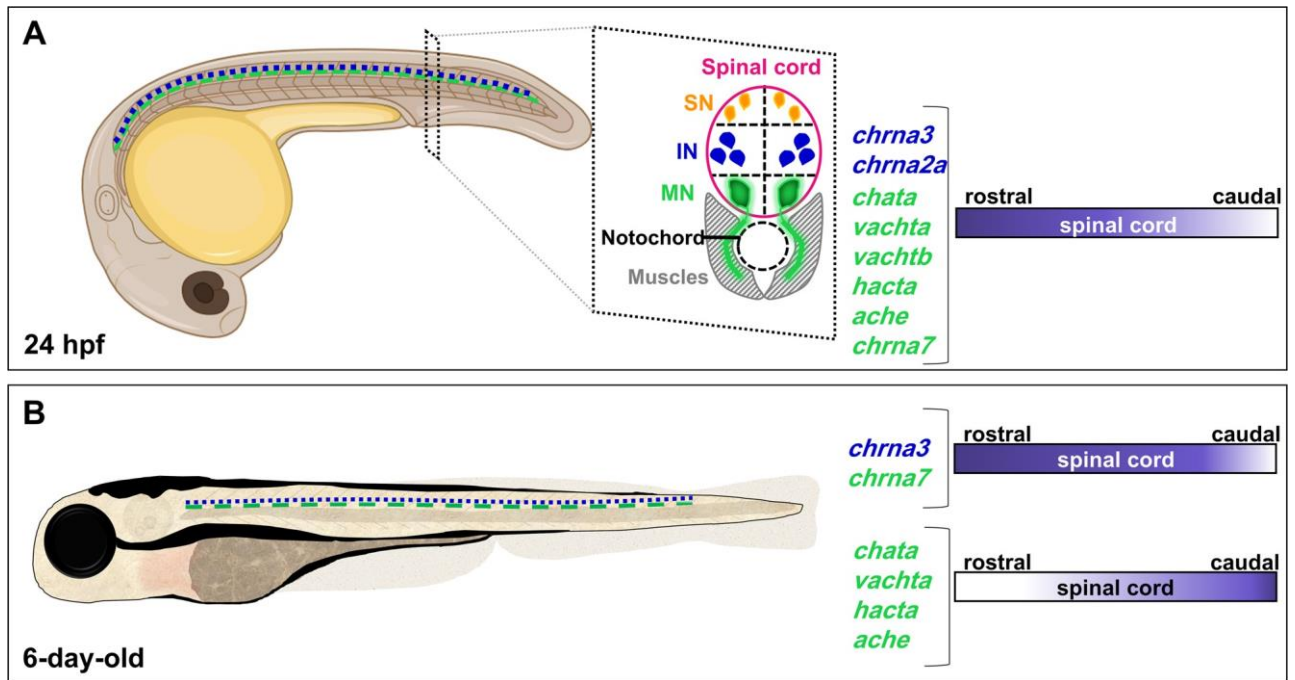 A
Spinal cord
SN
IN
MN
Notochord
Muscles
24 hpf
chrna3
chrna2a
chata
vachta
vachtb
hacta
ache
chrna7
rostral caudal
spinal cord
B
6-day-old
chrna3
chrna7
rostral caudal
spinal cord
chata
vachta
hacta
ache
rostral caudal
spinal cord